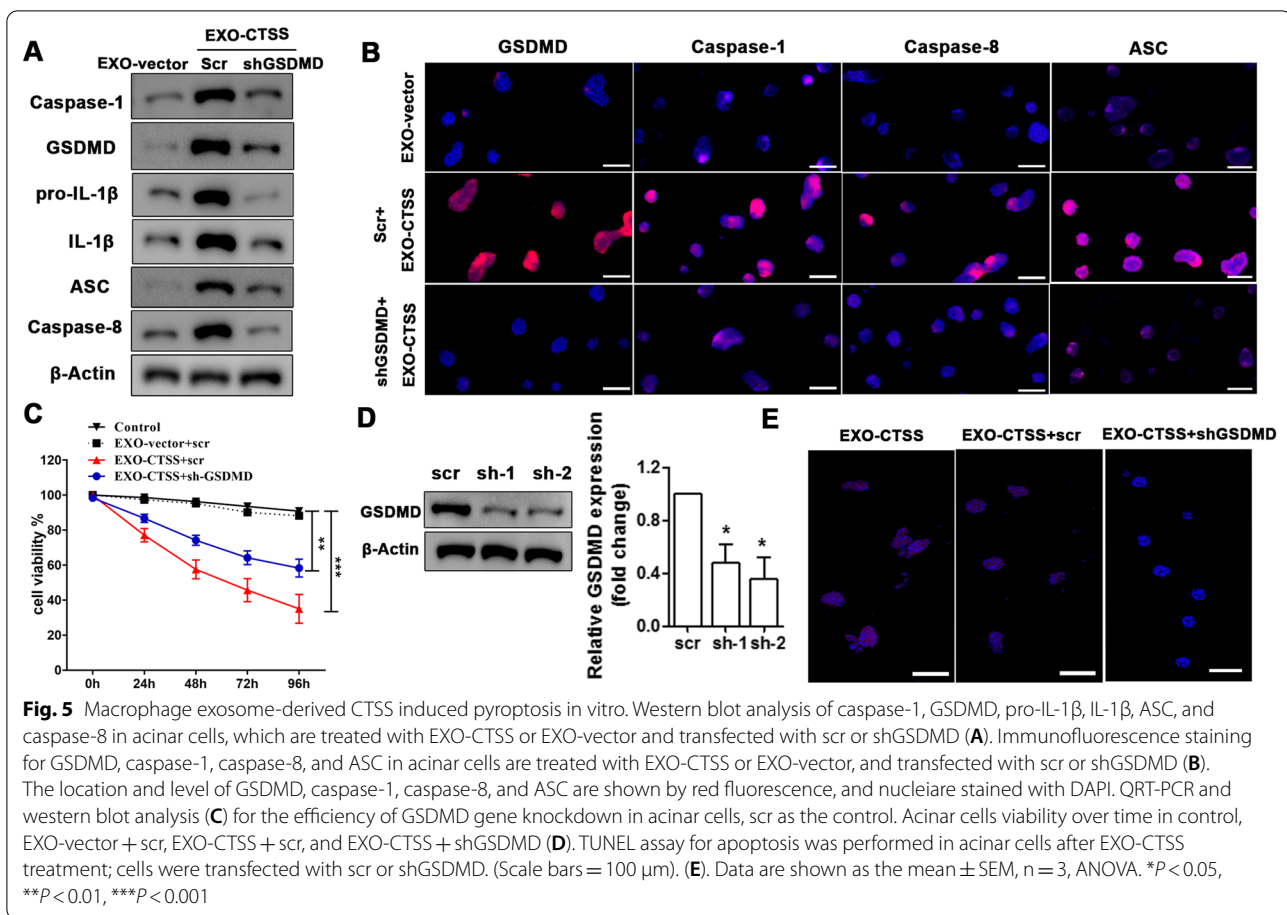 A
EXO-CTSS
EXO-vector Scr shGSDMD
Caspase-1
GSDMD
pro-IL-1β
IL-1β
ASC
Caspase-8
β-Actin
B
GSDMD Caspase-1 Caspase-8 ASC
EXO-vector
Scr+
EXO-CTSS
shGSDMD+
EXO-CTSS
C
Control
EXO-vector+scr
EXO-CTSS+scr
EXO-CTSS+sh-GSDMD
cell viability %
120
100
80
60
40
20
0
0h 24h 48h 72h 96h
**
***
D
scr sh-1 sh-2
GSDMD
β-Actin
Relative GSDMD expression
(fold change)
1.2
0.8
0.4
0.0
* *
scr sh-1 sh-2
E
EXO-CTSS EXO-CTSS+scr EXO-CTSS+shGSDMD
Fig. 5 Macrophage exosome-derived CTSS induced pyroptosis in vitro. Western blot analysis of caspase-1, GSDMD, pro-IL-1β, IL-1β, ASC, and
caspase-8 in acinar cells, which are treated with EXO-CTSS or EXO-vector and transfected with scr or shGSDMD (A). Immunofluorescence staining
for GSDMD, caspase-1, caspase-8, and ASC in acinar cells are treated with EXO-CTSS or EXO-vector, and transfected with scr or shGSDMD (B).
The location and level of GSDMD, caspase-1, caspase-8, and ASC are shown by red fluorescence, and nucleiare stained with DAPI. QRT-PCR and
western blot analysis (C) for the efficiency of GSDMD gene knockdown in acinar cells, scr as the control. Acinar cells viability over time in control,
EXO-vector + scr, EXO-CTSS + scr, and EXO-CTSS + shGSDMD (D). TUNEL assay for apoptosis was performed in acinar cells after EXO-CTSS
treatment; cells were transfected with scr or shGSDMD. (Scale bars = 100 μm). (E). Data are shown as the mean ± SEM, n = 3, ANOVA. *P < 0.05,
**P < 0.01, ***P < 0.001